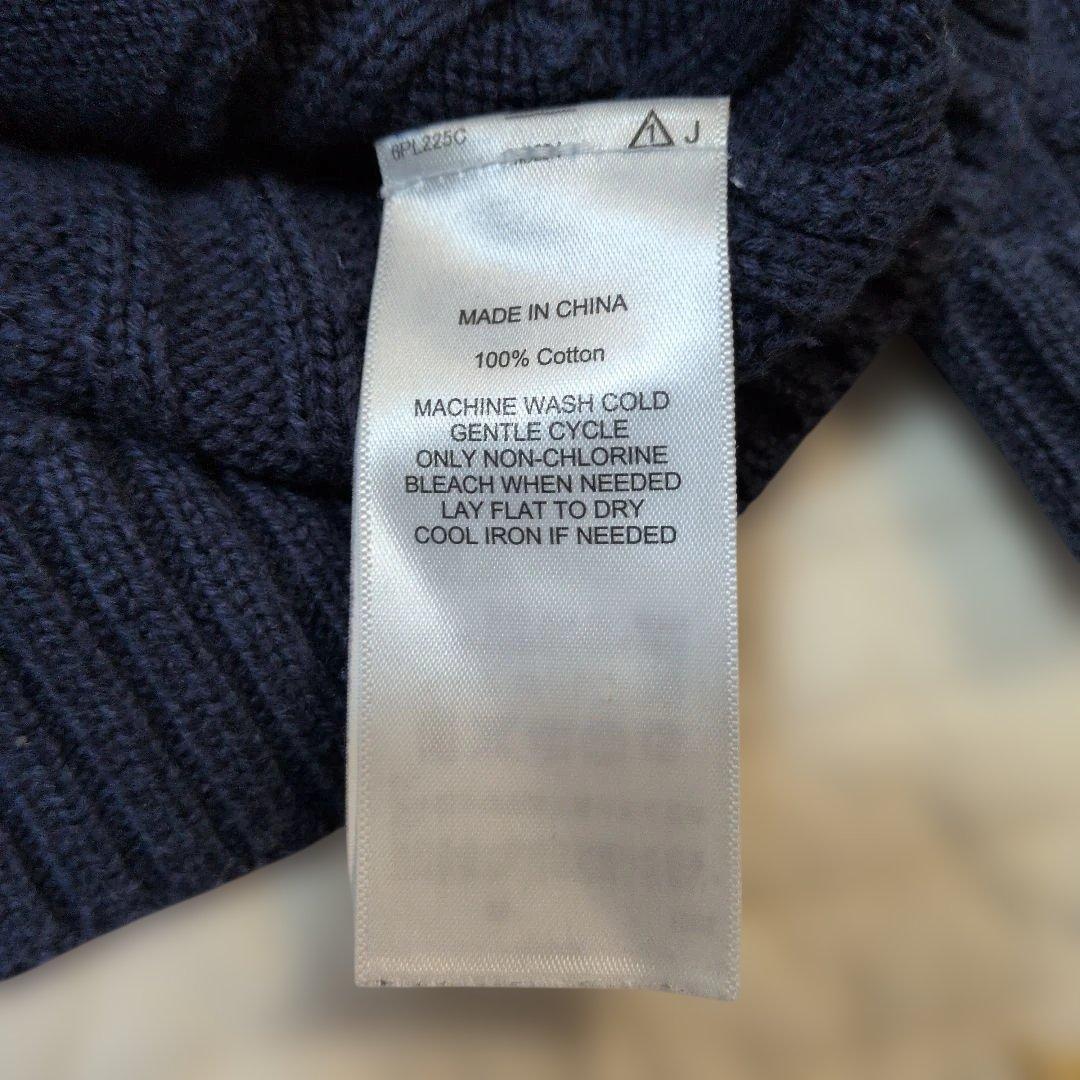 6PL225C
1 J
MADE IN CHINA
100% Cotton
MACHINE WASH COLD
GENTLE CYCLE
ONLY NON-CHLORINE
BLEACH WHEN NEEDED
LAY FLAT TO DRY
COOL IRON IF NEEDED